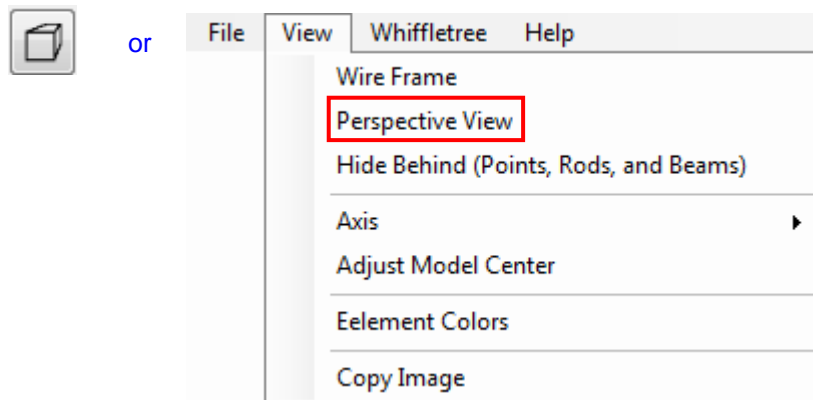 or
File View Whiffletree Help
Wire Frame
Perspective View
Hide Behind (Points, Rods, and Beams)
Axis
Adjust Model Center
Eelement Colors
Copy Image